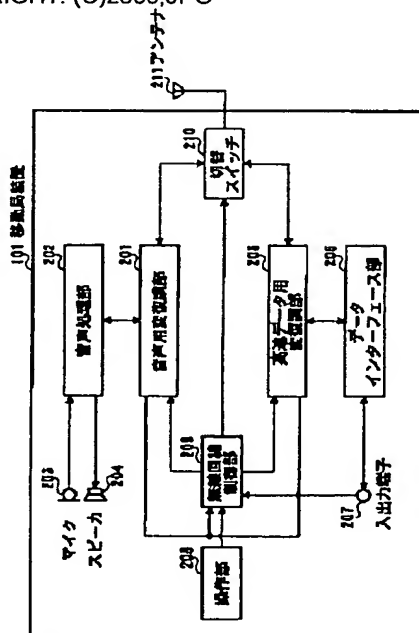 101 移動局装置
211 アンテナ
203
マイク
スピーカ
204
202
音声処理部
201
音声用変復調部
210
切替
スイッチ
208
無線回線
制御部
209
操作部
205
高速データ用
変復調部
206
データ
インターフェース部
207
入出力端子